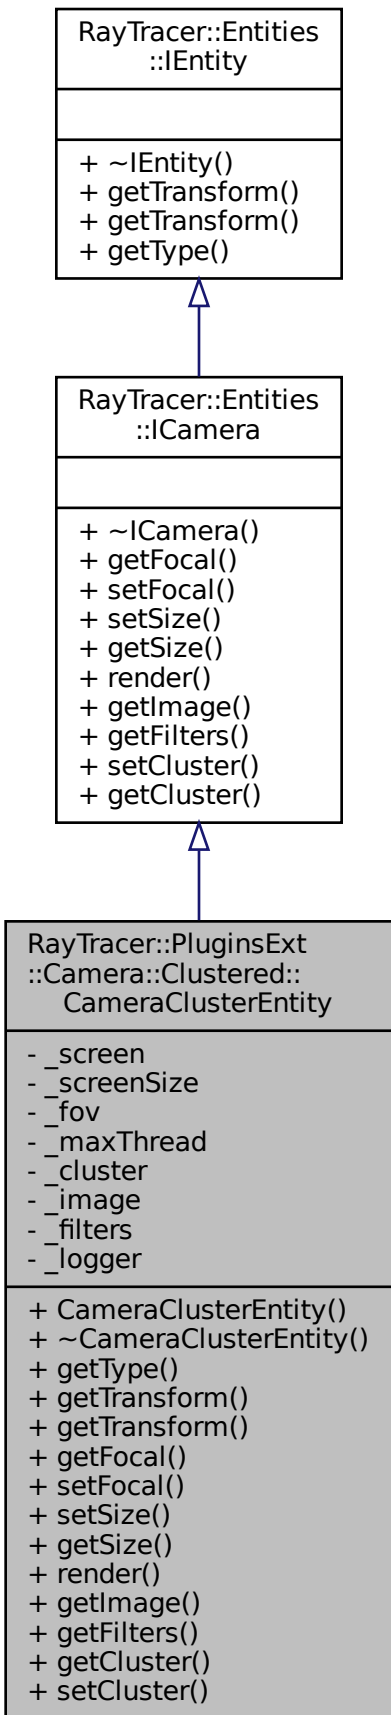 RayTracer::Entities
::IEntity
+ ~IEntity()
+ getTransform()
+ getTransform()
+ getType()
RayTracer::Entities
::ICamera
+ ~ICamera()
+ getFocal()
+ setFocal()
+ setSize()
+ getSize()
+ render()
+ getImage()
+ getFilters()
+ setCluster()
+ getCluster()
RayTracer::PluginsExt
::Camera::Clustered::
CameraClusterEntity
- _screen
- _screenSize
- _fov
- _maxThread
- _cluster
- _image
- _filters
- _logger
+ CameraClusterEntity()
+ ~CameraClusterEntity()
+ getType()
+ getTransform()
+ getTransform()
+ getFocal()
+ setFocal()
+ setSize()
+ getSize()
+ render()
+ getImage()
+ getFilters()
+ getCluster()
+ setCluster()